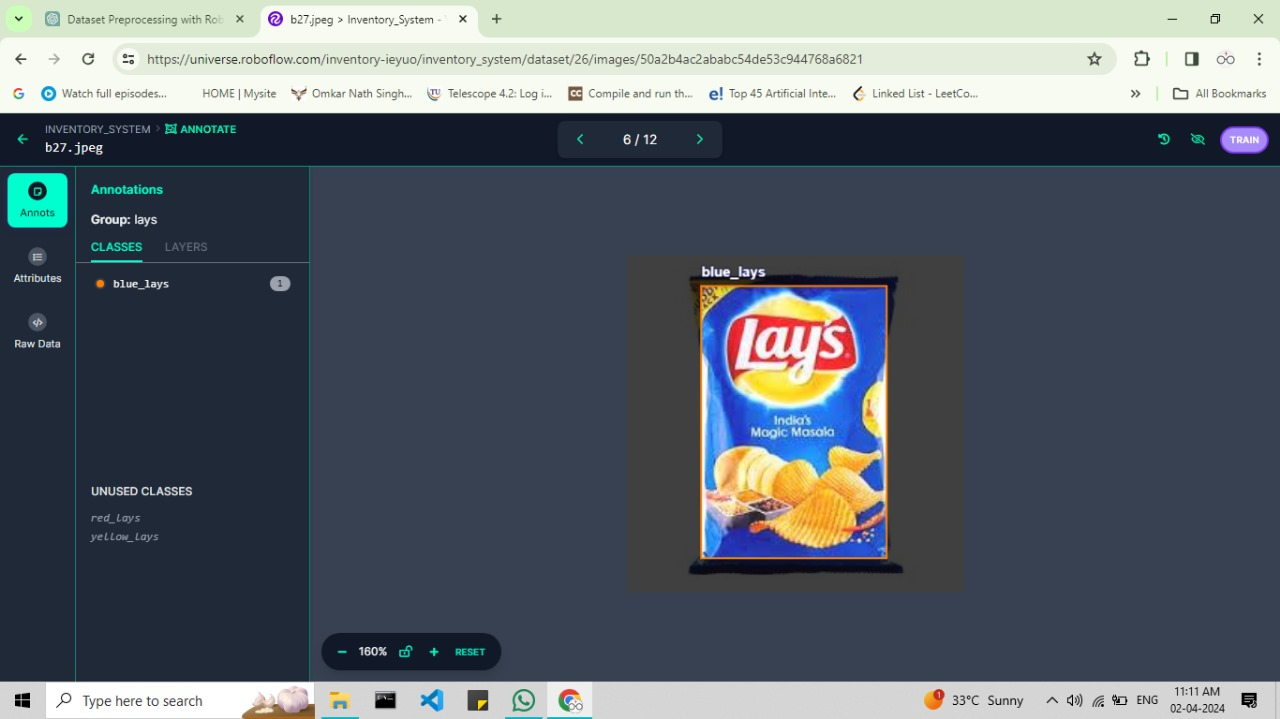 Dataset Preprocessing with Rob
b27.jpeg > Inventory_System -
https://universe.roboflow.com/inventory-ieyuo/inventory_system/dataset/26/images/50a2b4ac2ababc54de53c944768a6821
Watch full episodes...
HOME | Mysite
Omkar Nath Singh...
TU
Telescope 4.2: Log i...
CC
Compile and run th...
e!
Top 45 Artificial Inte...
Linked List - LeetCo...
»
All Bookmarks
INVENTORY_SYSTEM > ANNOTATE
b27.jpeg
6 / 12
TRAIN
Annots
Attributes
Raw Data
Annotations
Group: lays
CLASSES LAYERS
blue_lays 1
UNUSED CLASSES
red_lays
yellow_lays
blue_lays
Lay's
India's
Magic Masala
160%
RESET
Type here to search
1
33°C Sunny
ENG
11:11 AM
02-04-2024